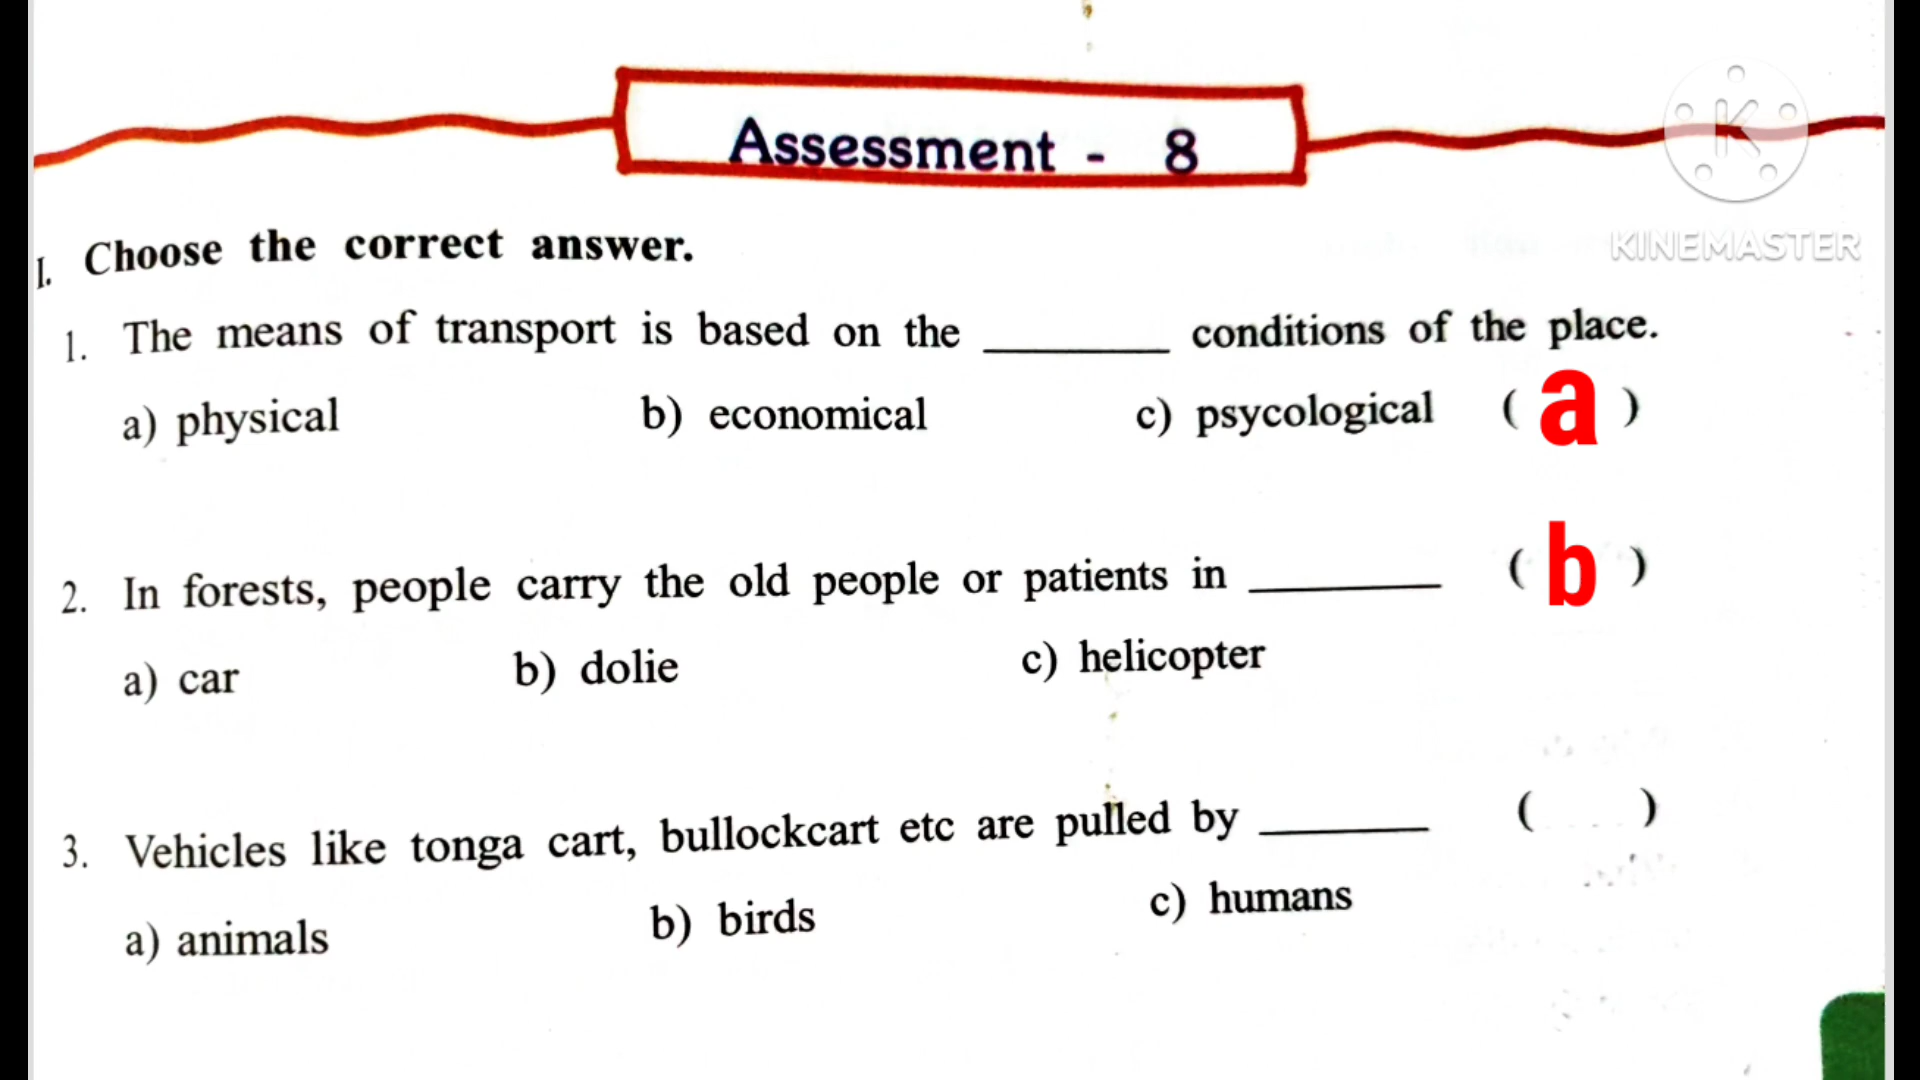 Assessment - 8
KINEMASTER
I. Choose the correct answer.
1. The means of transport is based on the ________ conditions of the place.
a) physical b) economical c) psycological ( a )
2. In forests, people carry the old people or patients in ________ ( b )
a) car b) dolie c) helicopter
3. Vehicles like tonga cart, bullockcart etc are pulled by ________ ( )
a) animals b) birds c) humans